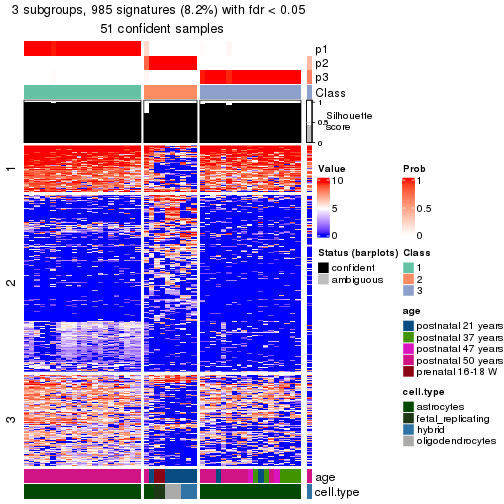 3 subgroups, 985 signatures (8.2%) with fdr < 0.05
51 confident samples
p1
p2
p3
Class
1
0.5
0
Silhouette
score
1
2
3
age
cell.type
Value
10
5
0
Prob
1
0.5
0
Status (barplots)
confident
ambiguous
Class
1
2
3
age
postnatal 21 years
postnatal 37 years
postnatal 47 years
postnatal 50 years
prenatal 16-18 W
cell.type
astrocytes
fetal_replicating
hybrid
oligodendrocytes